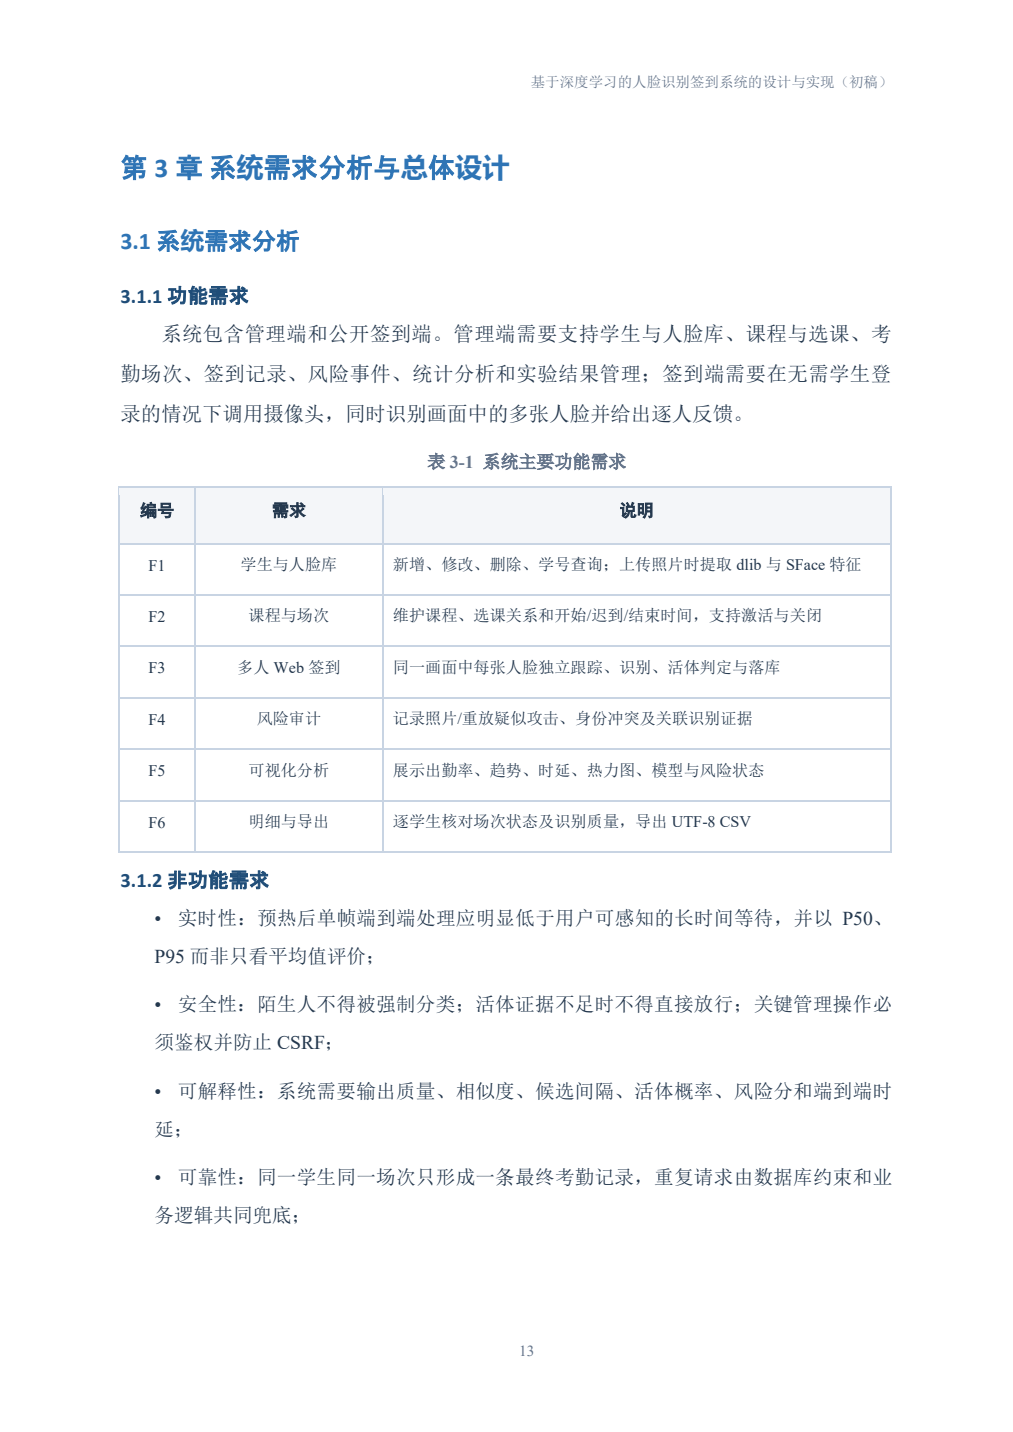 基于深度学习的人脸识别签到系统的设计与实现（初稿）
第 3 章 系统需求分析与总体设计
3.1 系统需求分析
3.1.1 功能需求
系统包含管理端和公开签到端。管理端需要支持学生与人脸库、课程与选课、考
勤场次、签到记录、风险事件、统计分析和实验结果管理；签到端需要在无需学生登
录的情况下调用摄像头，同时识别画面中的多张人脸并给出逐人反馈。
表 3-1 系统主要功能需求
编号 需求 说明
F1 学生与人脸库 新增、修改、删除、学号查询；上传照片时提取 dlib 与 SFace 特征
F2 课程与场次 维护课程、选课关系和开始/迟到/结束时间，支持激活与关闭
F3 多人 Web 签到 同一画面中每张人脸独立跟踪、识别、活体判定与落库
F4 风险审计 记录照片/重放疑似攻击、身份冲突及关联识别证据
F5 可视化分析 展示出勤率、趋势、时延、热力图、模型与风险状态
F6 明细与导出 逐学生核对场次状态及识别质量，导出 UTF-8 CSV
3.1.2 非功能需求
• 实时性：预热后单帧端到端处理应明显低于用户可感知的长时间等待，并以 P50、
P95 而非只看平均值评价；
• 安全性：陌生人不得被强制分类；活体证据不足时不得直接放行；关键管理操作必
须鉴权并防止 CSRF；
• 可解释性：系统需要输出质量、相似度、候选间隔、活体概率、风险分和端到端时
延；
• 可靠性：同一学生同一场次只形成一条最终考勤记录，重复请求由数据库约束和业
务逻辑共同兜底；
13